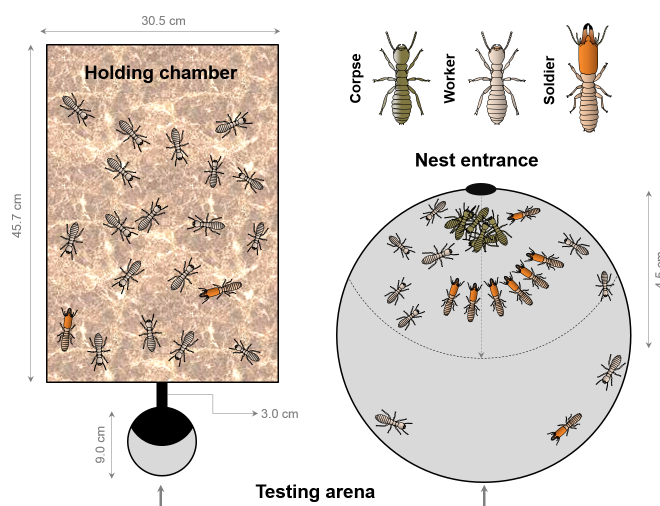 30.5 cm
Holding chamber
45.7 cm
Corpse
Worker
Soldier
Nest entrance
3.0 cm
9.0 cm
Testing arena